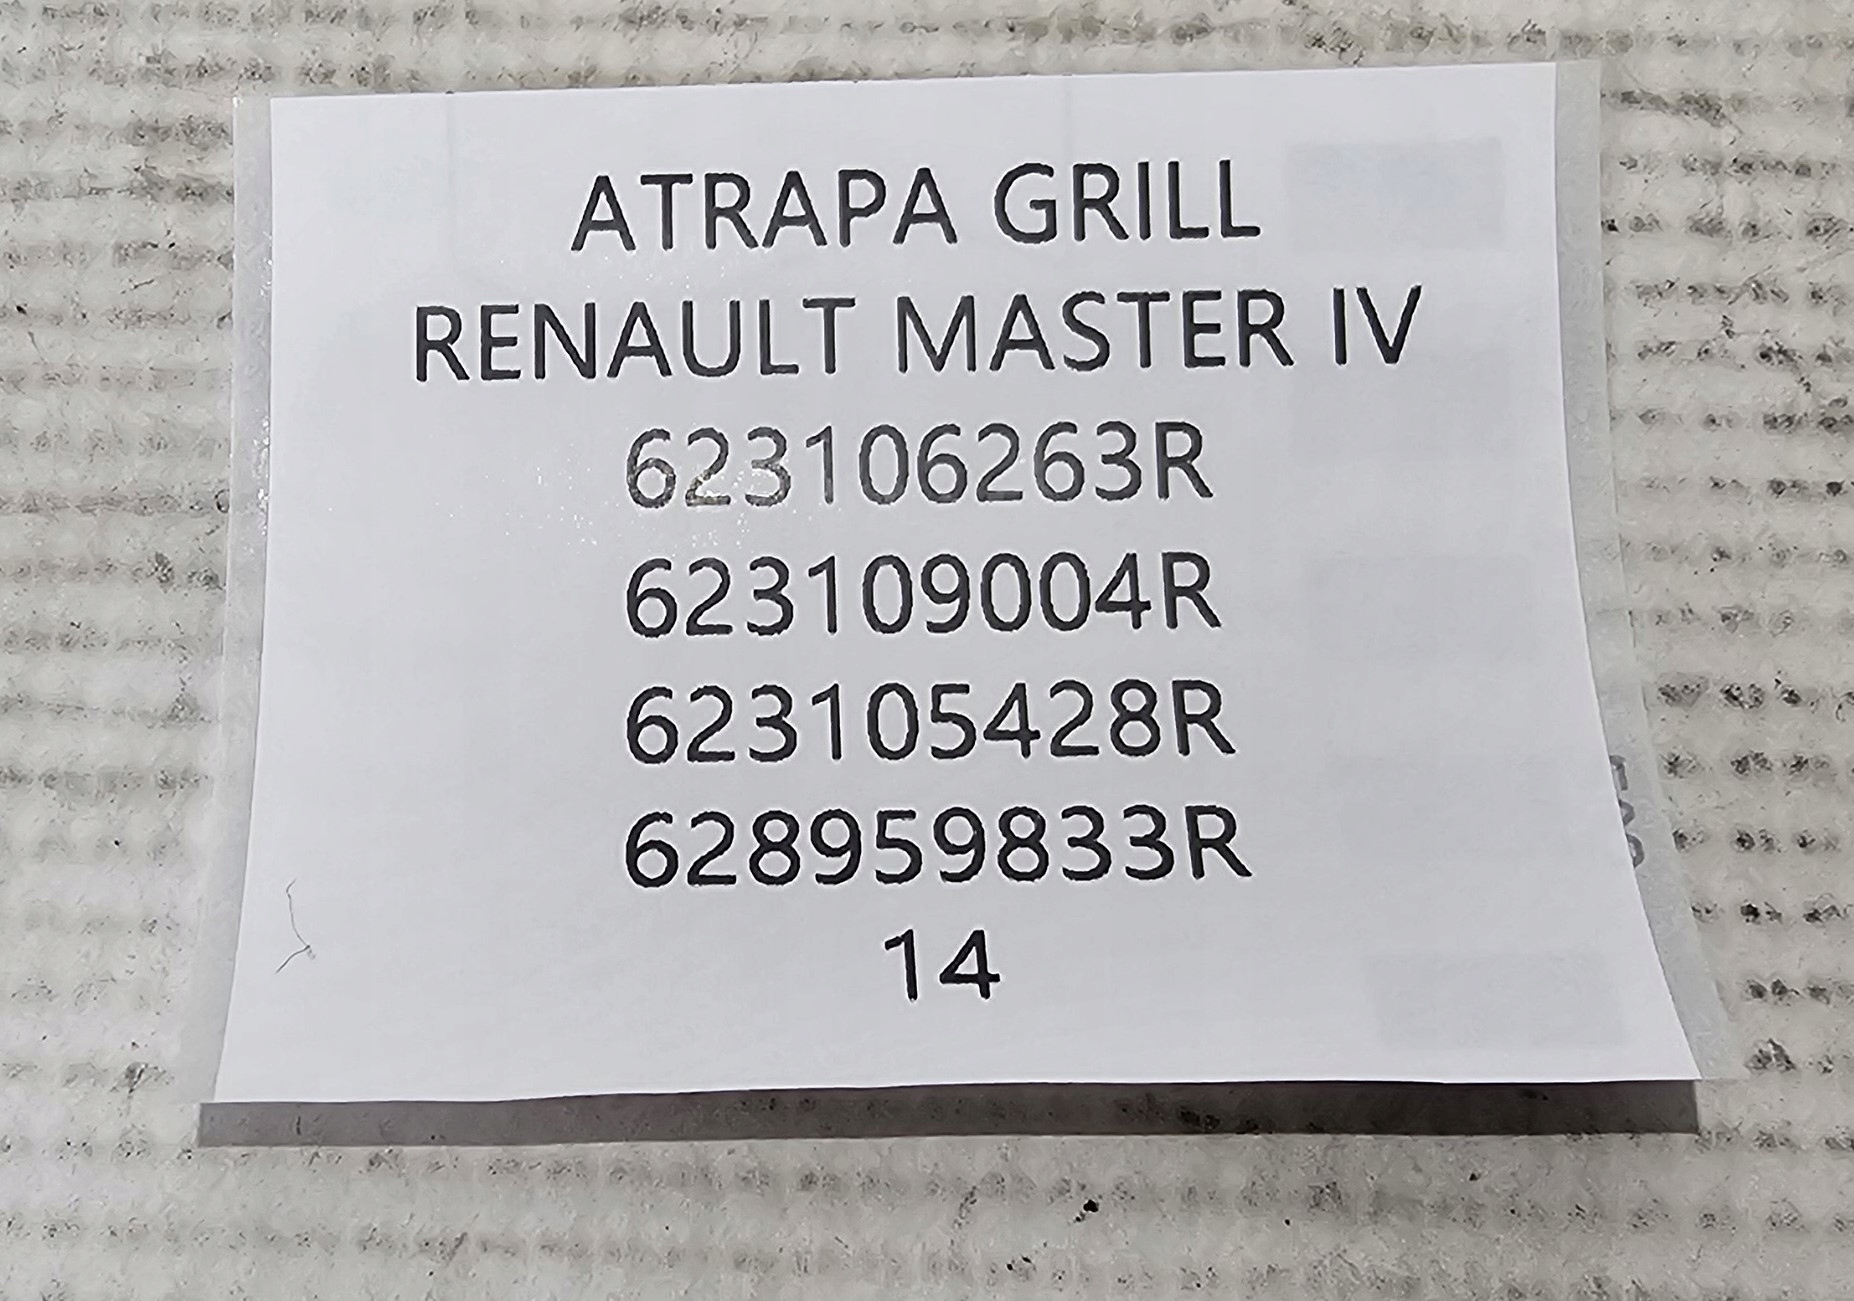 ATRAPA GRILL
RENAULT MASTER IV
623106263R
623109004R
623105428R
628959833R
14